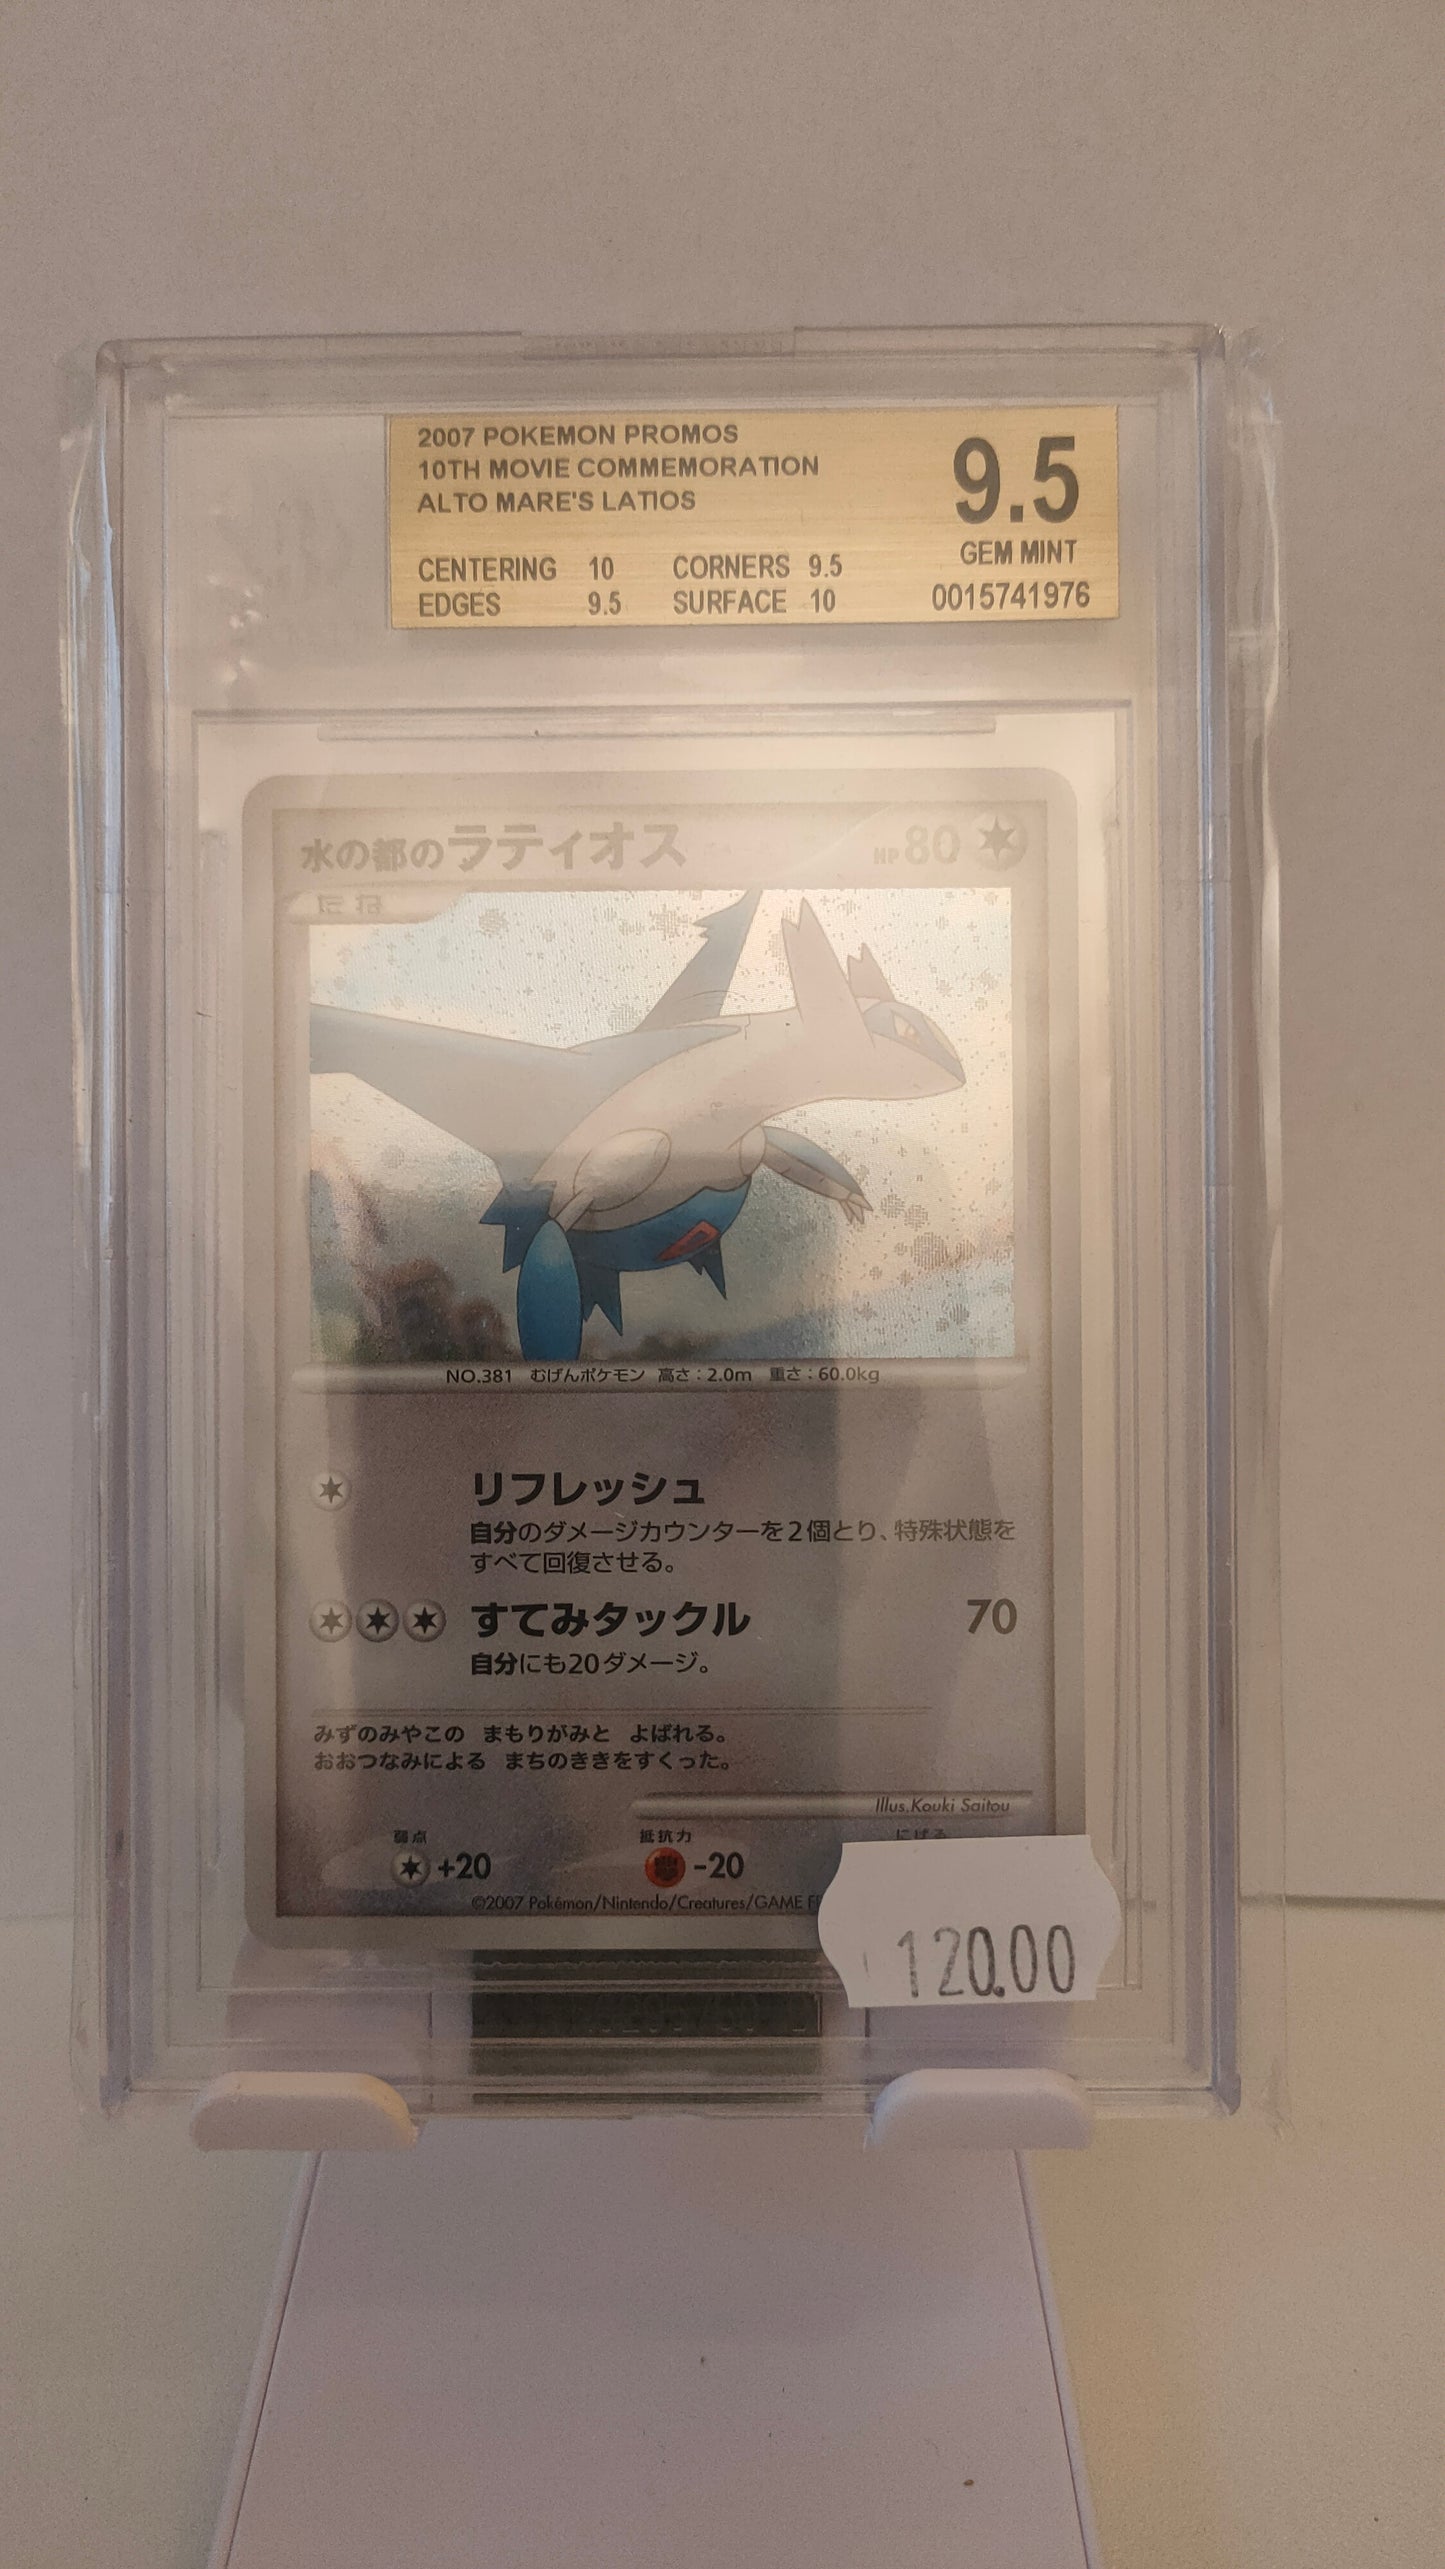 2007 POKEMON PROMOS
10TH MOVIE COMMEMORATION
ALTO MARE'S LATIOS
9.5
GEM MINT
CENTERING 10 CORNERS 9.5
EDGES 9.5 SURFACE 10
0015741976
水の都のラティオス HP80
たね
NO.381 むげんポケモン 高さ:2.0m 重さ:60.0kg
リフレッシュ
自分のダメージカウンターを2個とり、特殊状態を
すべて回復させる。
すてみタックル 70
自分にも20ダメージ。
みずのみやこの まもりがみと よばれる。
おおつなみによる まちのききをすくった。
Illus.Kouki Saitou
弱点 抵抗力 にげる
+20 -20
©2007 Pokémon/Nintendo/Creatures/GAME
120.00